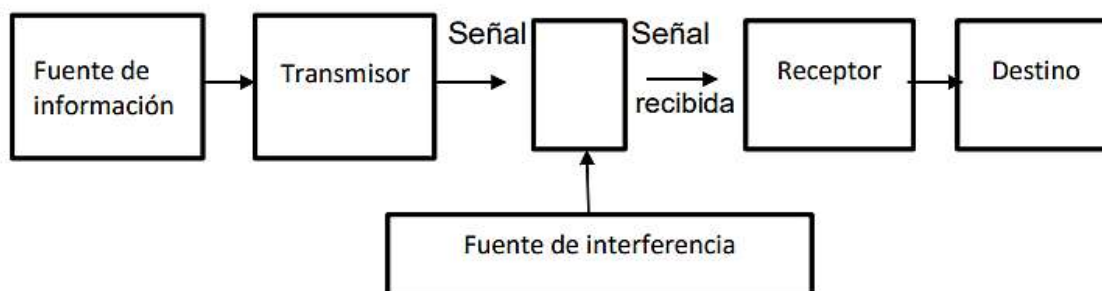 Fuente de
información
Transmisor
Señal
Señal
recibida
Receptor
Destino
Fuente de interferencia